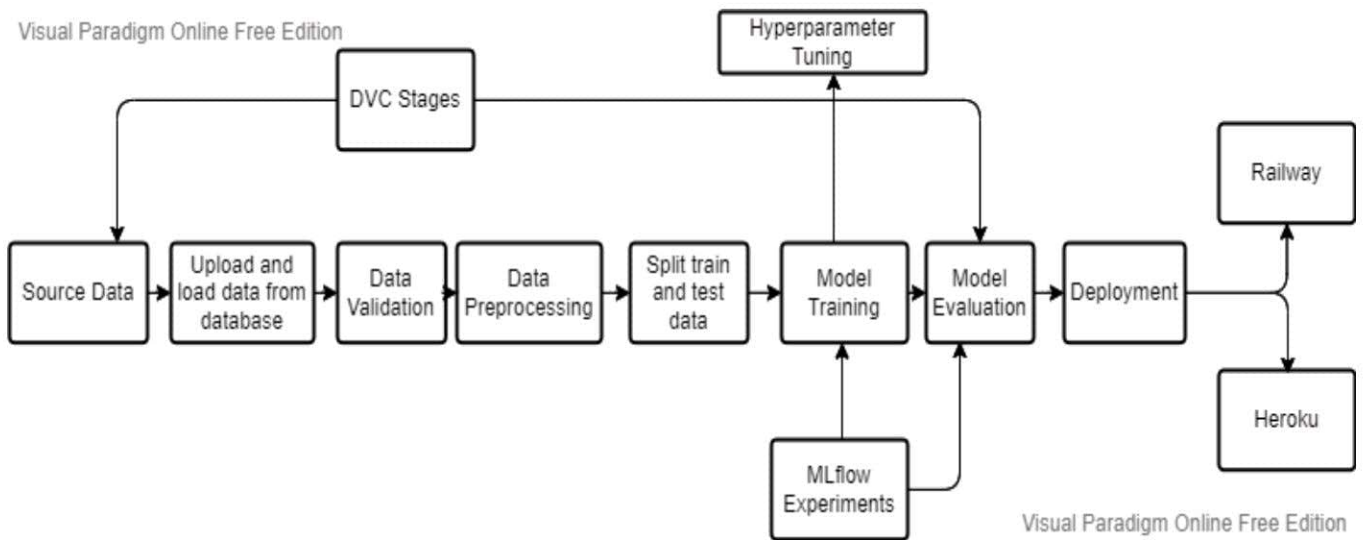 Visual Paradigm Online Free Edition
Hyperparameter
Tuning
DVC Stages
Railway
Source Data
Upload and
load data from
database
Data
Validation
Data
Preprocessing
Split train
and test
data
Model
Training
Model
Evaluation
Deployment
Heroku
MLflow
Experiments
Visual Paradigm Online Free Edition